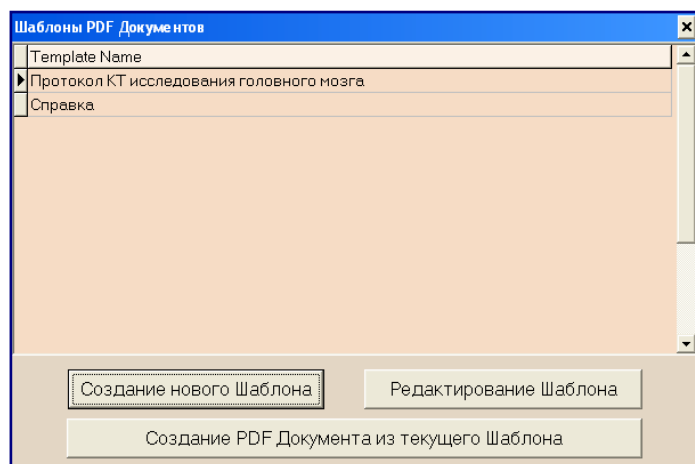 Шаблоны PDF Документов
Template Name
Протокол КТ исследования головного мозга
Справка
Создание нового Шаблона
Редактирование Шаблона
Создание PDF Документа из текущего Шаблона